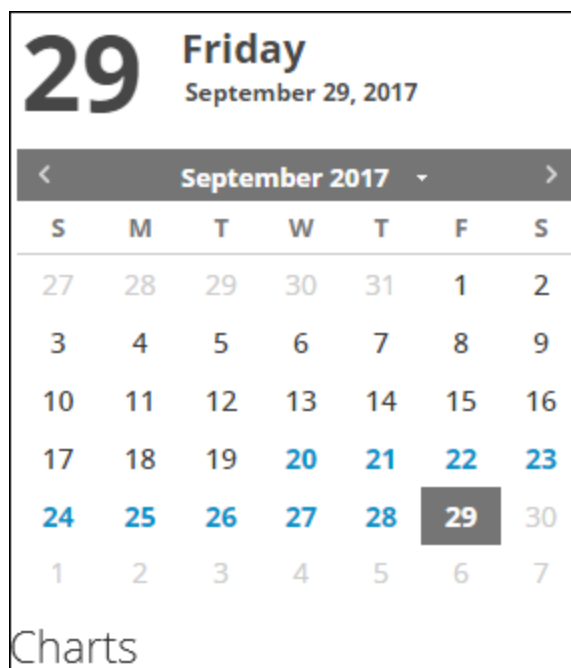 29
Friday
September 29, 2017
September 2017
S M T W T F S
27 28 29 30 31 1 2
3 4 5 6 7 8 9
10 11 12 13 14 15 16
17 18 19 20 21 22 23
24 25 26 27 28 29 30
1 2 3 4 5 6 7
Charts